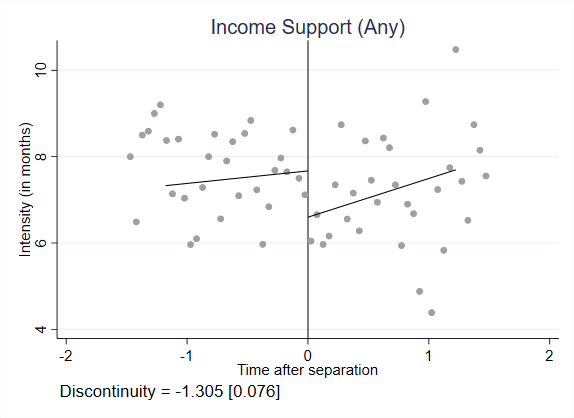 Income Support (Any)
Intensity (in months)
10
8
6
4
-2 -1 0 1 2
Time after separation
Discontinuity = -1.305 [0.076]